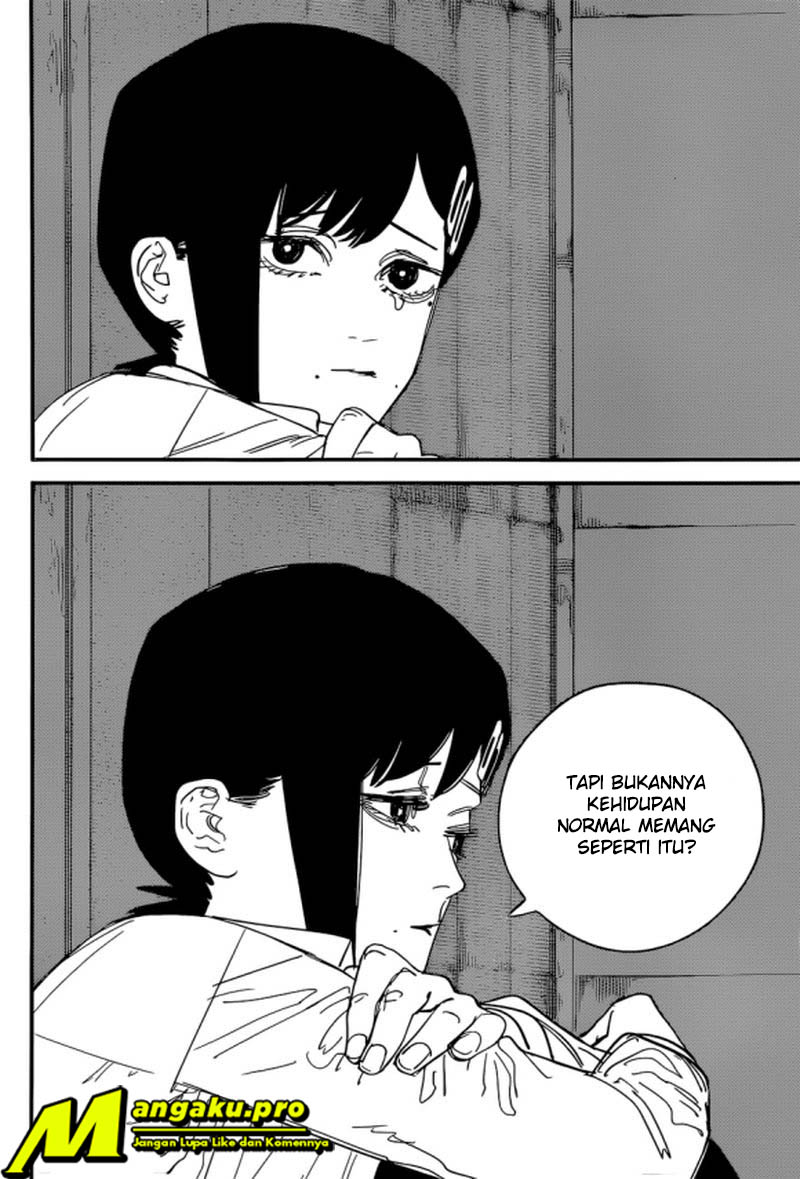 TAPI BUKANNYA
KEHIDUPAN
NORMAL MEMANG
SEPERTI ITU?
Mangaku.pro
Jangan Lupa Like dan Komennya